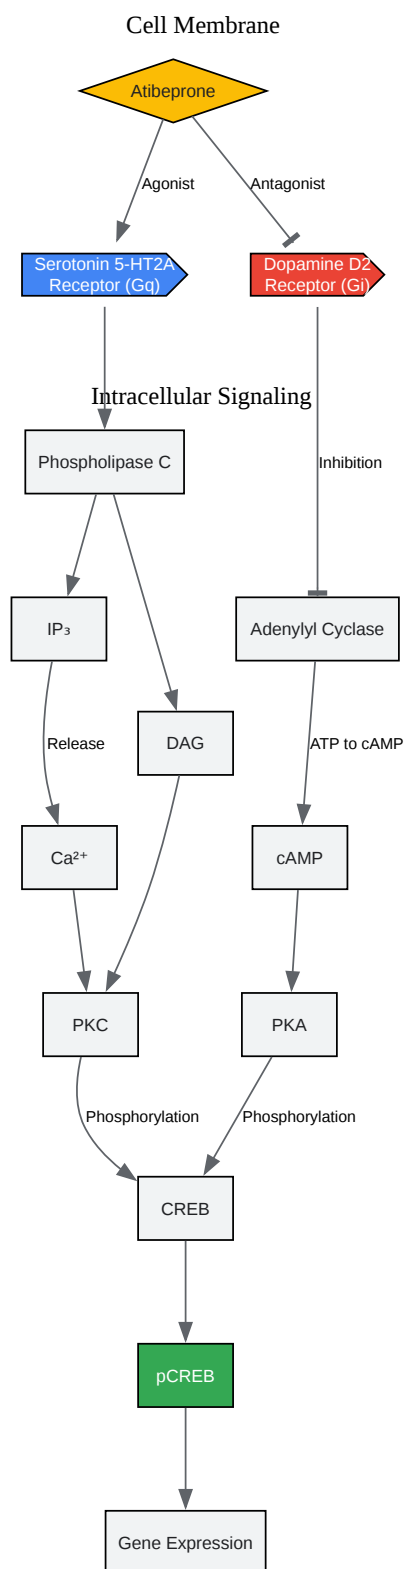 Cell Membrane
Atibeprone
Agonist
Antagonist
Serotonin 5-HT2A
Receptor (Gq)
Dopamine D2
Receptor (Gi)
Intracellular Signaling
Phospholipase C
Inhibition
IP₃
Adenylyl Cyclase
Release
DAG
ATP to cAMP
Ca²⁺
cAMP
PKC
PKA
Phosphorylation
Phosphorylation
CREB
pCREB
Gene Expression